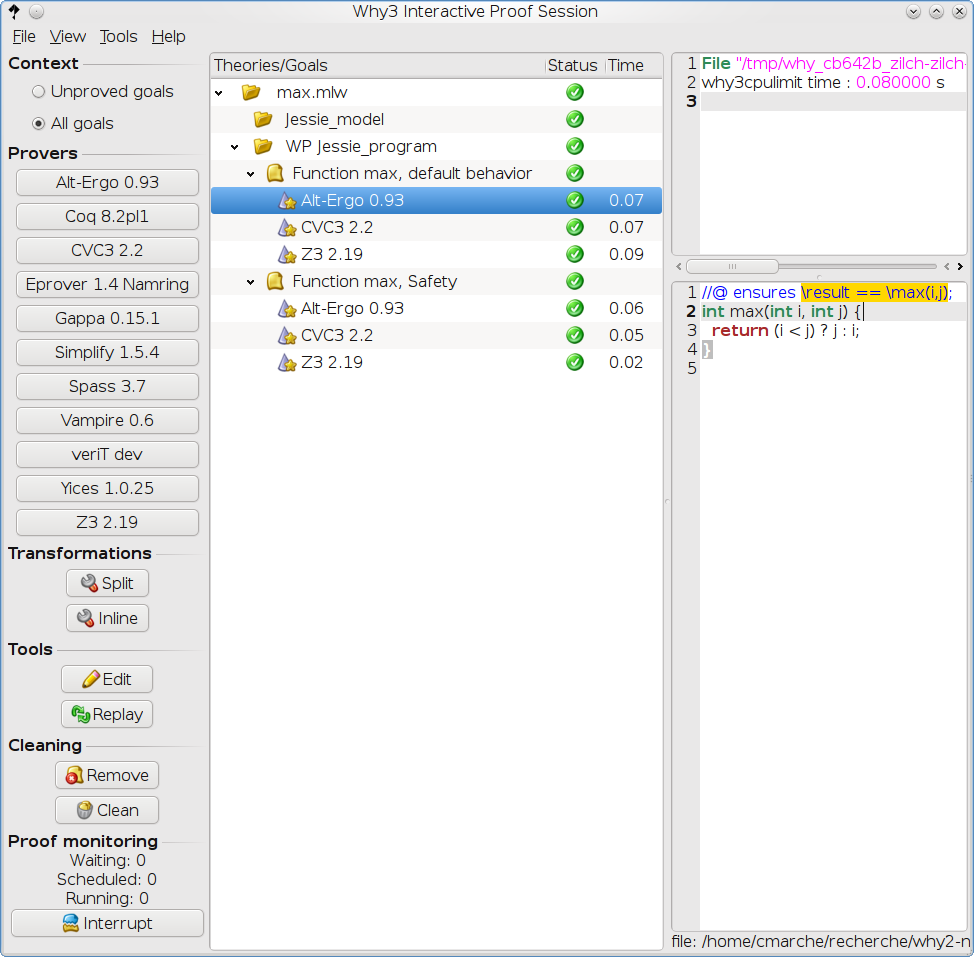 Why3 Interactive Proof Session
File View Tools Help
Context
Unproved goals
All goals
Provers
Alt-Ergo 0.93
Coq 8.2pl1
CVC3 2.2
Eprover 1.4 Namring
Gappa 0.15.1
Simplify 1.5.4
Spass 3.7
Vampire 0.6
veriT dev
Yices 1.0.25
Z3 2.19
Transformations
Split
Inline
Tools
Edit
Replay
Cleaning
Remove
Clean
Proof monitoring
Waiting: 0
Scheduled: 0
Running: 0
Interrupt
Theories/Goals Status Time
max.mlw
Jessie_model
WP Jessie_program
Function max, default behavior
Alt-Ergo 0.93 0.07
CVC3 2.2 0.07
Z3 2.19 0.09
Function max, Safety
Alt-Ergo 0.93 0.06
CVC3 2.2 0.05
Z3 2.19 0.02
1 File "/tmp/why_cb642b_zilch-zilch-
2 why3cpulimit time : 0.080000 s
3
1 //@ ensures \result == \max(i,j);
2 int max(int i, int j) {
3 return (i < j) ? j : i;
4 }
5
file: /home/cmarche/recherche/why2-n